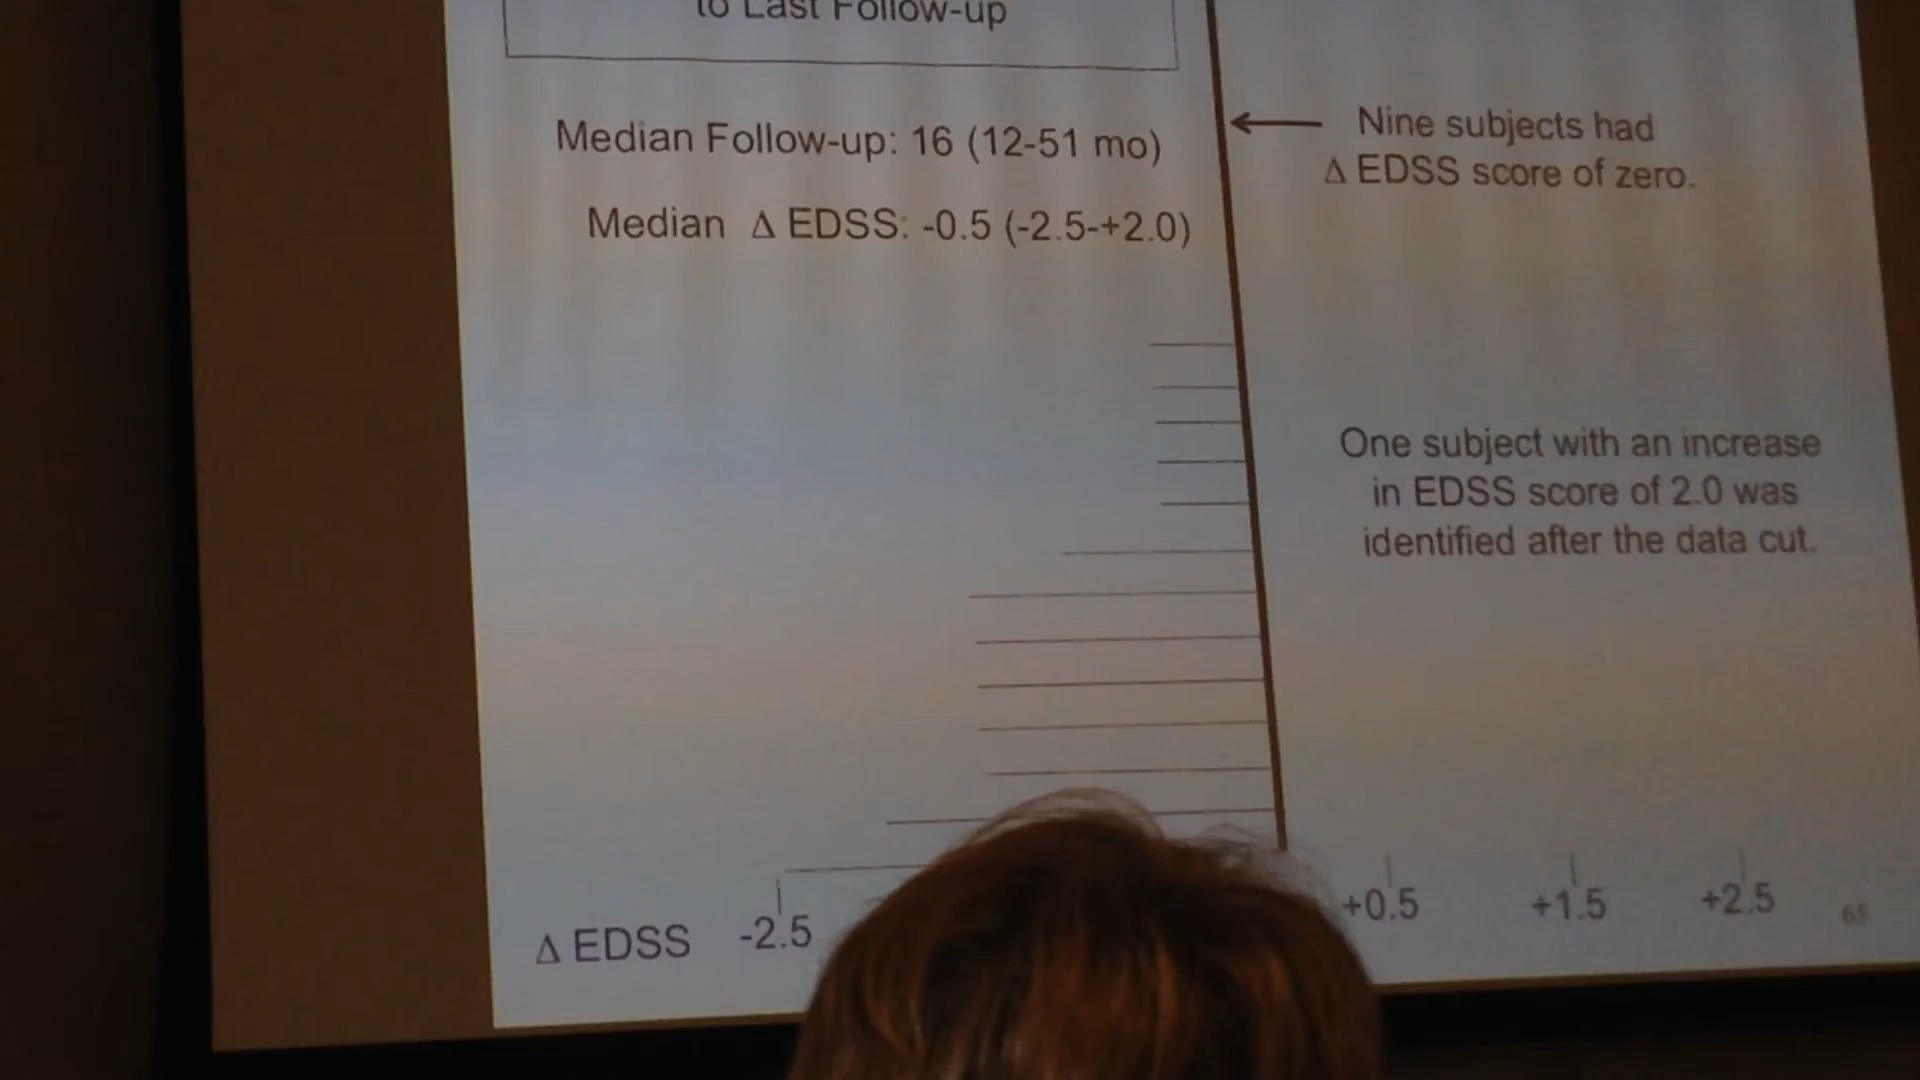 to Last Follow-up
Median Follow-up: 16 (12-51 mo)
Median Δ EDSS: -0.5 (-2.5-+2.0)
Nine subjects had
Δ EDSS score of zero.
One subject with an increase
in EDSS score of 2.0 was
identified after the data cut.
Δ EDSS -2.5 +0.5 +1.5 +2.5 65